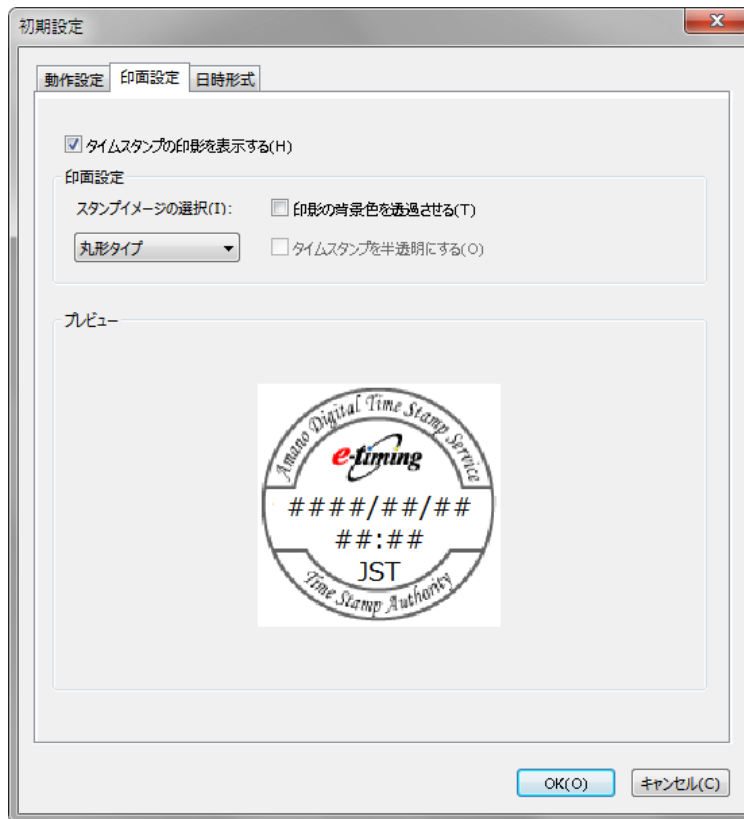 初期設定
動作設定 印面設定 日時形式
タイムスタンプの印影を表示する(H)
印面設定
スタンプイメージの選択(I): 印影の背景色を透過させる(T)
丸形タイプ タイムスタンプを半透明にする(O)
プレビュー
Amano Digital Time Stamp Service
e-timing
####/##/##
##:##
JST
Time Stamp Authority
OK(O) キャンセル(C)